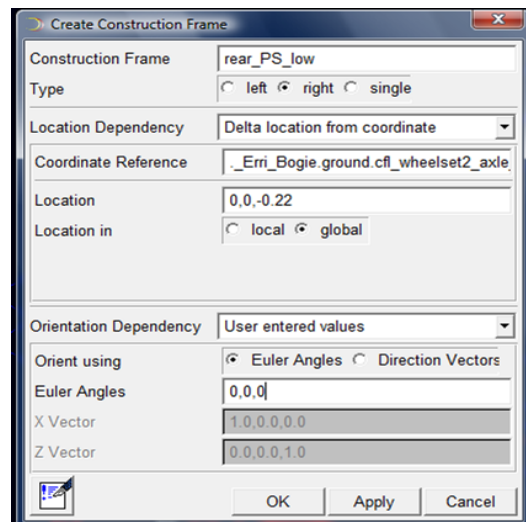 Create Construction Frame
Construction Frame rear_PS_low
Type left right single
Location Dependency Delta location from coordinate
Coordinate Reference ._Erri_Bogie.ground.cfl_wheelset2_axle_
Location 0,0,-0.22
Location in local global
Orientation Dependency User entered values
Orient using Euler Angles Direction Vectors
Euler Angles 0,0,0
X Vector 1.0,0.0,0.0
Z Vector 0.0,0.0,1.0
OK Apply Cancel